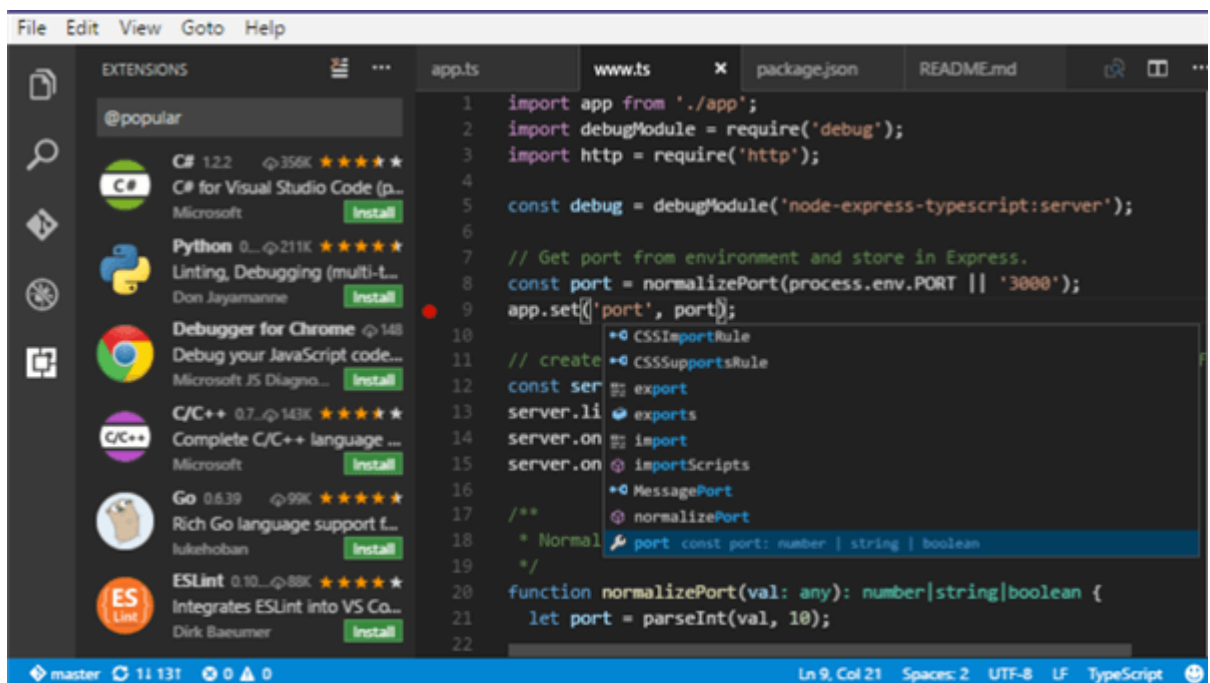 File Edit View Goto Help
EXTENSIONS
@popular
C# 1.2.2 356K
C# for Visual Studio Code (p...
Microsoft Install
Python 0... 211K
Linting, Debugging (multi-t...
Don Jayamanne Install
Debugger for Chrome 148
Debug your JavaScript code...
Microsoft JS Diagno... Install
C/C++ 0.7... 143K
Complete C/C++ language ...
Microsoft Install
Go 0.6.39 99K
Rich Go language support f...
lukehoban Install
ESLint 0.10... 88K
Integrates ESLint into VS Co...
Dirk Baeumer Install
C#
C/C++
ES
Lint
app.ts www.ts package.json README.md
1 import app from './app';
2 import debugModule = require('debug');
3 import http = require('http');
4
5 const debug = debugModule('node-express-typescript:server');
6
7 // Get port from environment and store in Express.
8 const port = normalizePort(process.env.PORT || '3000');
9 app.set('port', port);
10
11 // create
12 const ser
13 server.li
14 server.on
15 server.on
16
17 /**
18 * Normal
19 */
20 function normalizePort(val: any): number|string|boolean {
21 let port = parseInt(val, 10);
22
CSSImportRule
CSSSupportsRule
export
exports
import
importScripts
MessagePort
normalizePort
port const port: number | string | boolean
master 1↓ 13↑ 0 0 Ln 9, Col 21 Spaces: 2 UTF-8 LF TypeScript